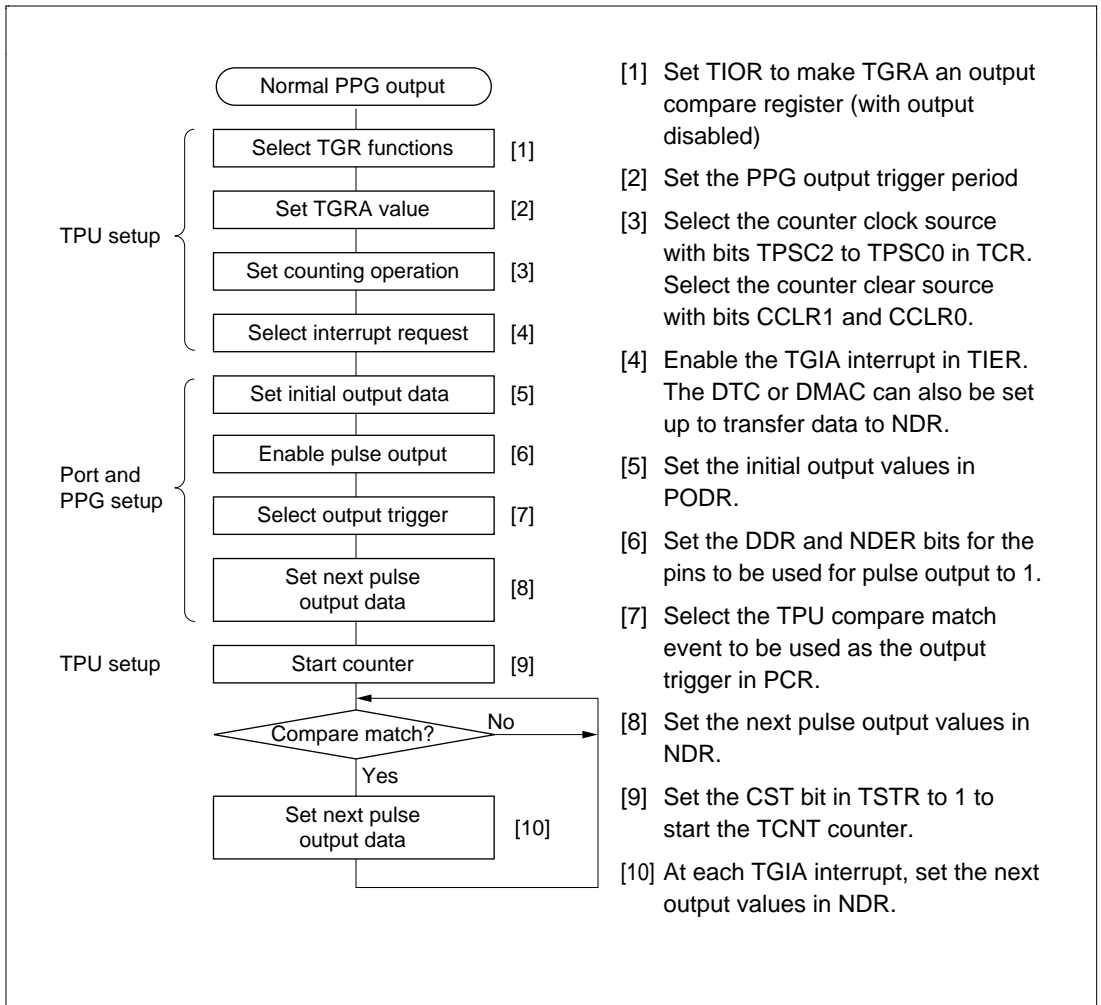 Normal PPG output
Select TGR functions [1]
Set TGRA value [2]
TPU setup
Set counting operation [3]
Select interrupt request [4]
Set initial output data [5]
Enable pulse output [6]
Port and
PPG setup
Select output trigger [7]
Set next pulse
output data
[8]
TPU setup
Start counter [9]
Compare match?
No
Yes
Set next pulse
output data
[10]
[1] Set TIOR to make TGRA an output
compare register (with output
disabled)
[2] Set the PPG output trigger period
[3] Select the counter clock source
with bits TPSC2 to TPSC0 in TCR.
Select the counter clear source
with bits CCLR1 and CCLR0.
[4] Enable the TGIA interrupt in TIER.
The DTC or DMAC can also be set
up to transfer data to NDR.
[5] Set the initial output values in
PODR.
[6] Set the DDR and NDER bits for the
pins to be used for pulse output to 1.
[7] Select the TPU compare match
event to be used as the output
trigger in PCR.
[8] Set the next pulse output values in
NDR.
[9] Set the CST bit in TSTR to 1 to
start the TCNT counter.
[10] At each TGIA interrupt, set the next
output values in NDR.